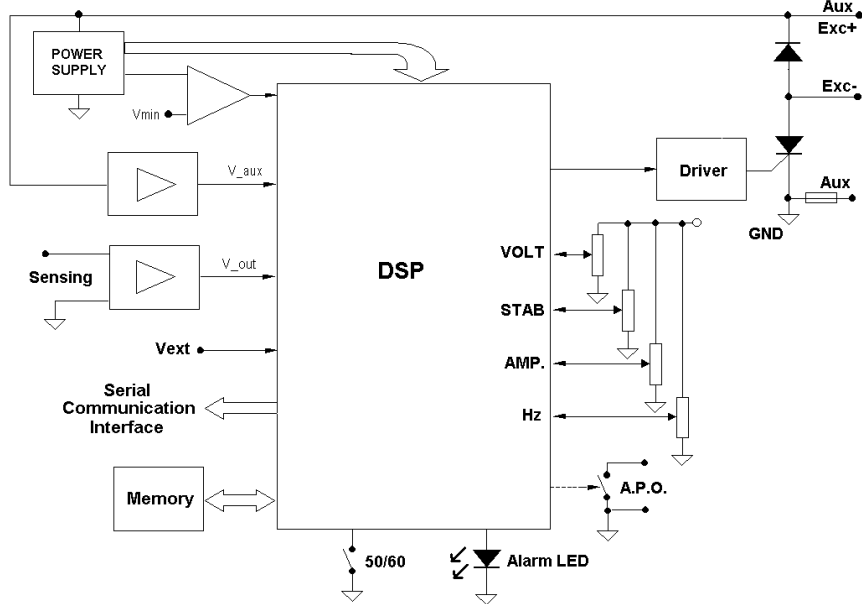 Aux
Exc+
POWER
SUPPLY
Exc-
Vmin
V_aux
Driver
Aux
GND
V_out
Sensing
DSP
VOLT
STAB
Vext
AMP.
Serial
Communication
Interface
Hz
Memory
A.P.O.
50/60
Alarm LED